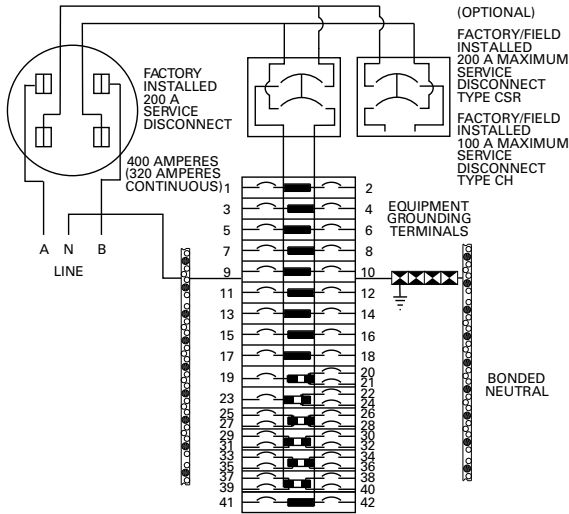 (OPTIONAL)
FACTORY/FIELD
INSTALLED
200 A MAXIMUM
SERVICE
DISCONNECT
TYPE CSR
FACTORY/FIELD
INSTALLED
100 A MAXIMUM
SERVICE
DISCONNECT
TYPE CH
FACTORY
INSTALLED
200 A
SERVICE
DISCONNECT
400 AMPERES
(320 AMPERES
CONTINUOUS)
A N B
LINE
EQUIPMENT
GROUNDING
TERMINALS
BONDED
NEUTRAL
1 2
3 4
5 6
7 8
9 10
11 12
13 14
15 16
17 18
19 20
21
23 22
24
25 26
27 28
29 30
31 32
33 34
35 36
37 38
39 40
41 42